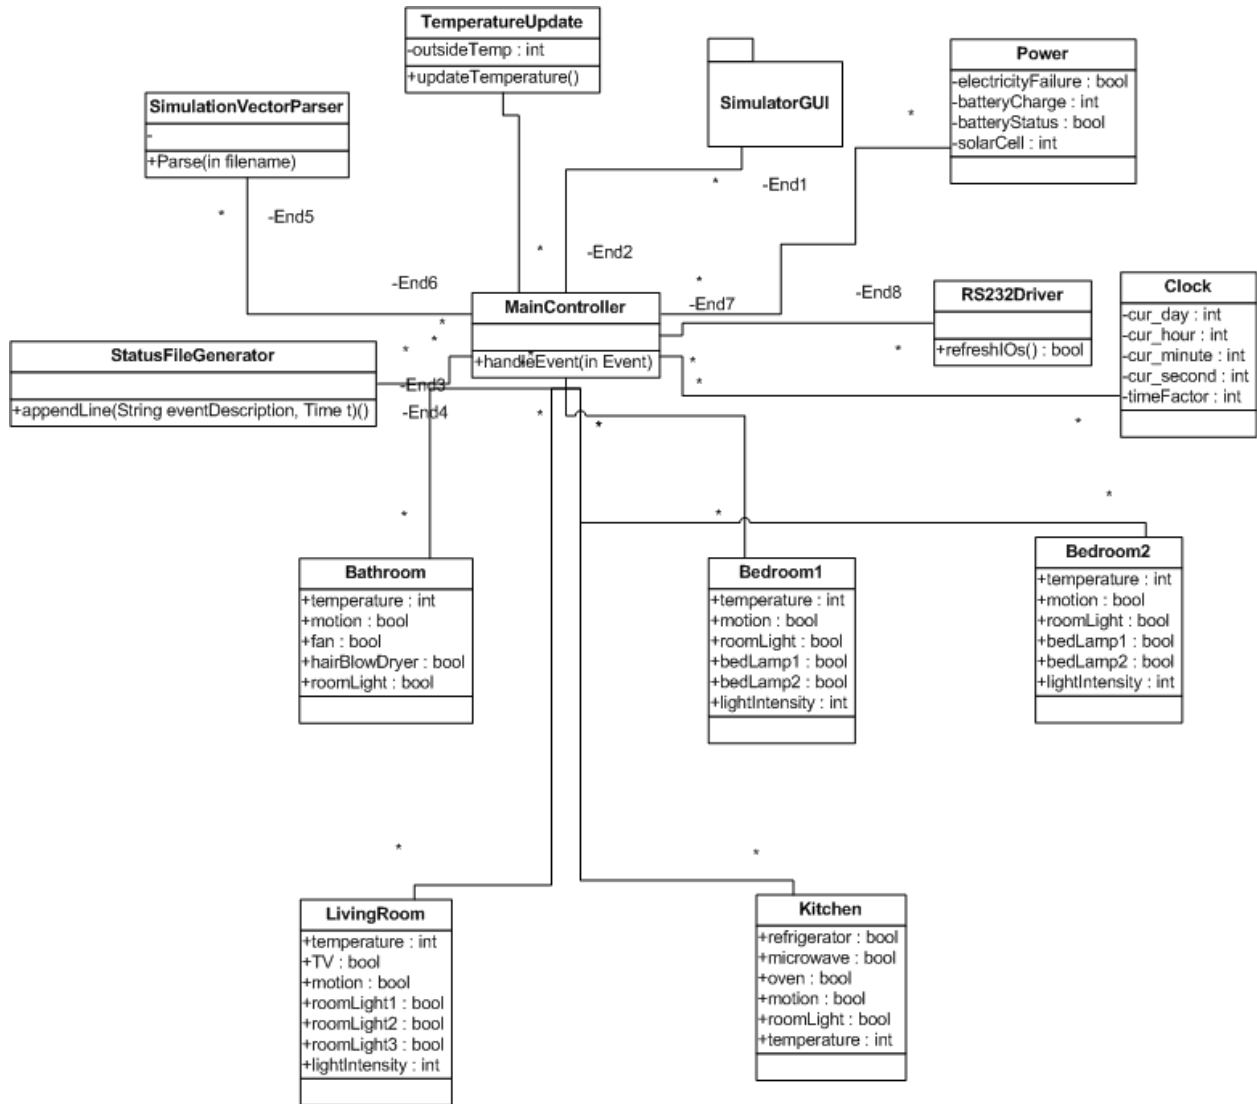 TemperatureUpdate
-outsideTemp : int
+updateTemperature()
SimulatorGUI
Power
-electricityFailure : bool
-batteryCharge : int
-batteryStatus : bool
-solarCell : int
SimulationVectorParser
-
+Parse(in filename)
*
*
-End1
*
-End5
*
-End2
*
-End6
-End7
-End8
MainController
+handleEvent(in Event)
*
*
*
*
*
*
*
RS232Driver
+refreshIOs() : bool
*
Clock
-cur_day : int
-cur_hour : int
-cur_minute : int
-cur_second : int
-timeFactor : int
*
StatusFileGenerator
+appendLine(String eventDescription, Time t)()
-End3
-End4
*
*
*
*
*
Bathroom
+temperature : int
+motion : bool
+fan : bool
+hairBlowDryer : bool
+roomLight : bool
Bedroom1
+temperature : int
+motion : bool
+roomLight : bool
+bedLamp1 : bool
+bedLamp2 : bool
+lightIntensity : int
Bedroom2
+temperature : int
+motion : bool
+roomLight : bool
+bedLamp1 : bool
+bedLamp2 : bool
+lightIntensity : int
*
*
LivingRoom
+temperature : int
+TV : bool
+motion : bool
+roomLight1 : bool
+roomLight2 : bool
+roomLight3 : bool
+lightIntensity : int
Kitchen
+refrigerator : bool
+microwave : bool
+oven : bool
+motion : bool
+roomLight : bool
+temperature : int